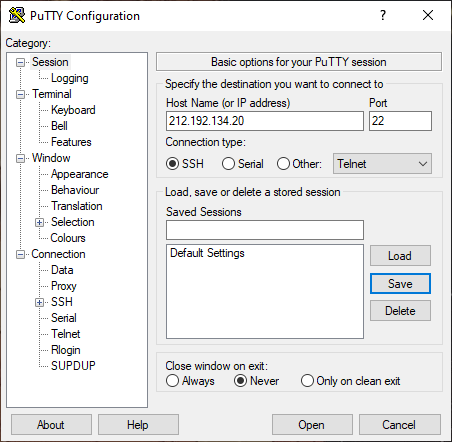 PuTTY Configuration ? ×
Category:
Session
Logging
Terminal
Keyboard
Bell
Features
Window
Appearance
Behaviour
Translation
Selection
Colours
Connection
Data
Proxy
SSH
Serial
Telnet
Rlogin
SUPDUP
Basic options for your PuTTY session
Specify the destination you want to connect to
Host Name (or IP address) Port
212.192.134.20 22
Connection type:
SSH Serial Other: Telnet
Load, save or delete a stored session
Saved Sessions
Default Settings
Load
Save
Delete
Close window on exit:
Always Never Only on clean exit
About Help Open Cancel